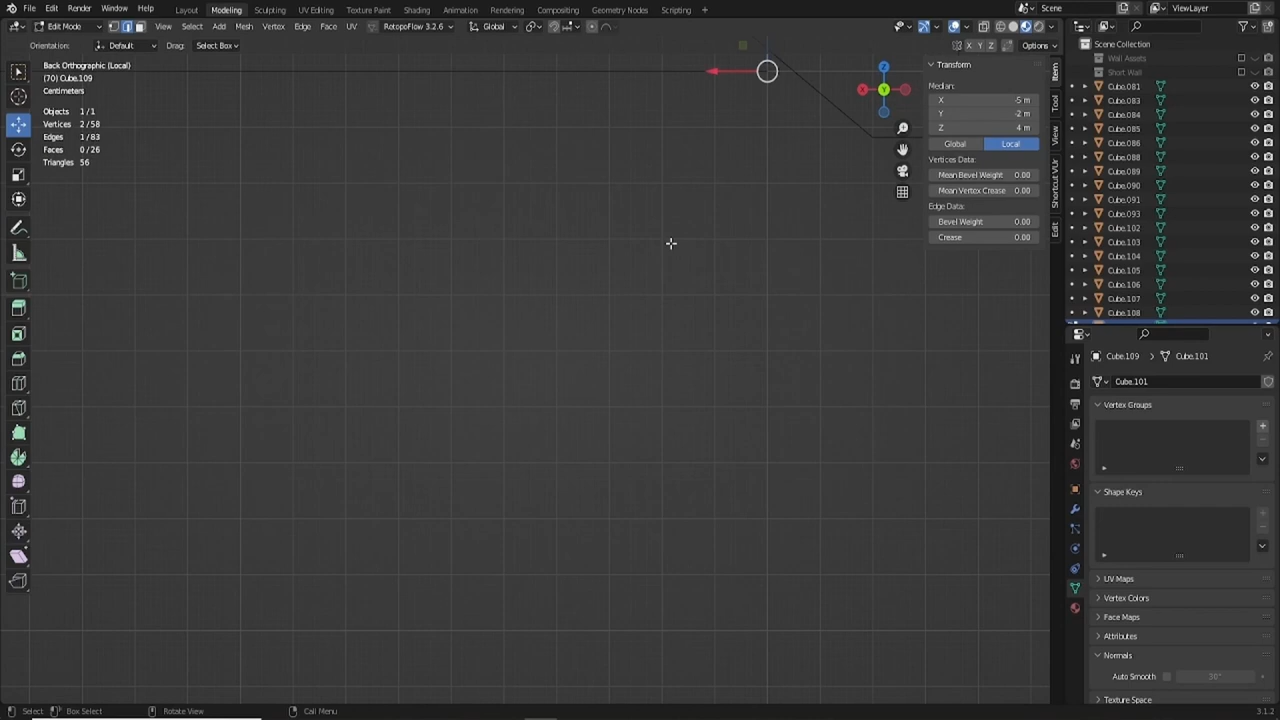 File Edit Render Window Help Layout Modeling Sculpting UV Editing Texture Paint Shading Animation Rendering Compositing Geometry Nodes Scripting + Scene ViewLayer
Edit Mode View Select Add Mesh Vertex Edge Face UV RetopoFlow 3.2.6 Global
Orientation: Default Drag: Select Box X Y Z Options
Back Orthographic (Local)
(70) Cube.109
Centimeters
Objects 1/1
Vertices 2/58
Edges 1/83
Faces 0/26
Triangles 56
Z
X
Y
Transform
Median:
X -5 m
Y -2 m
Z 4 m
Global Local
Vertices Data:
Mean Bevel Weight 0.00
Mean Vertex Crease 0.00
Edge Data:
Bevel Weight 0.00
Crease 0.00
Item
Tool
View
Shortcut VUr
Edit
Scene Collection
Wall Assets
Short Wall
Cube.081
Cube.083
Cube.084
Cube.085
Cube.086
Cube.088
Cube.089
Cube.090
Cube.091
Cube.093
Cube.102
Cube.103
Cube.104
Cube.105
Cube.106
Cube.107
Cube.108
Cube.109 > Cube.101
Cube.101
Vertex Groups
Shape Keys
UV Maps
Vertex Colors
Face Maps
Attributes
Normals
Auto Smooth 30°
Texture Space
Select Box Select Rotate View Call Menu 3.1.2